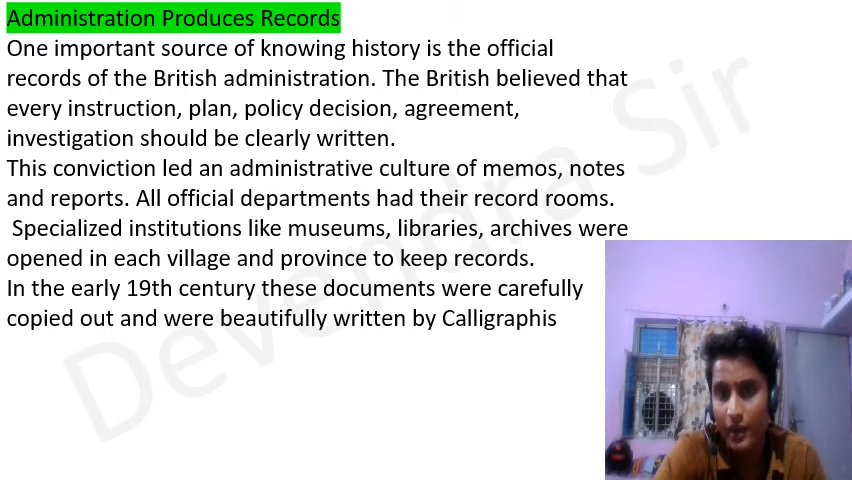 Administration Produces Records
One important source of knowing history is the official
records of the British administration. The British believed that
every instruction, plan, policy decision, agreement,
investigation should be clearly written.
This conviction led an administrative culture of memos, notes
and reports. All official departments had their record rooms.
Specialized institutions like museums, libraries, archives were
opened in each village and province to keep records.
In the early 19th century these documents were carefully
copied out and were beautifully written by Calligraphis
Devendra Sir